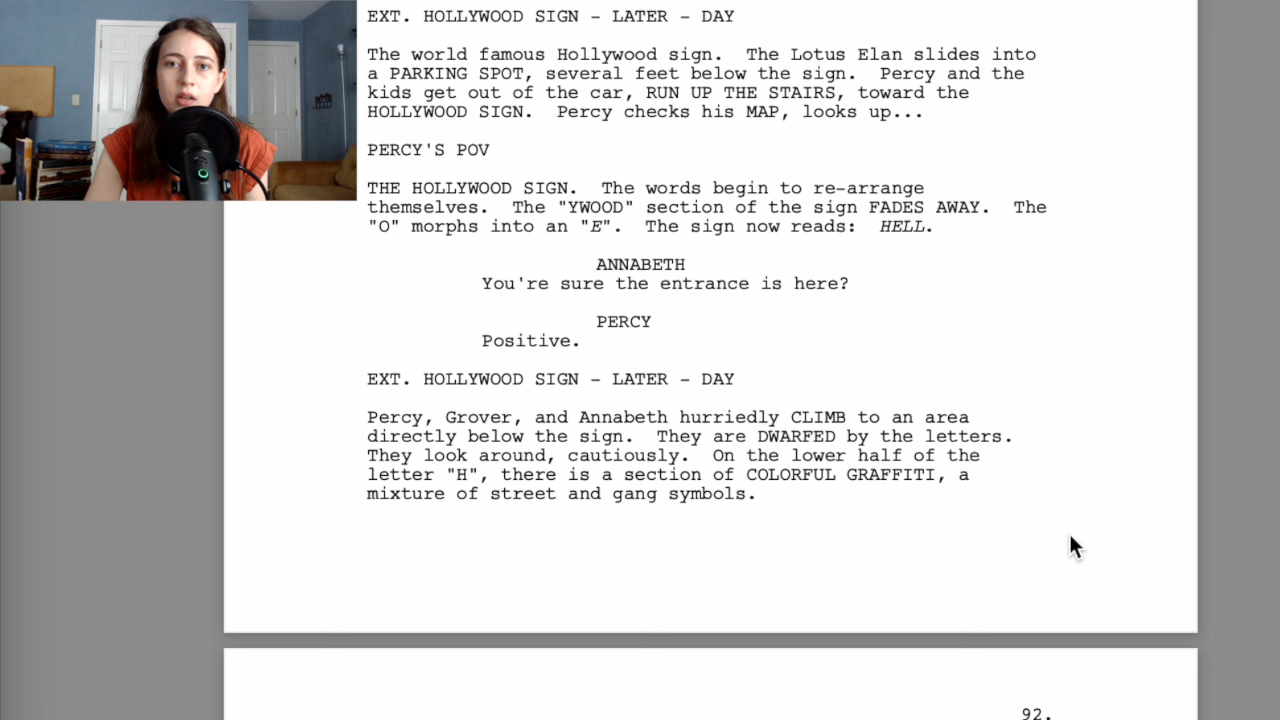 EXT. HOLLYWOOD SIGN - LATER - DAY
The world famous Hollywood sign.  The Lotus Elan slides into
a PARKING SPOT, several feet below the sign.  Percy and the
kids get out of the car, RUN UP THE STAIRS, toward the
HOLLYWOOD SIGN.  Percy checks his MAP, looks up...
PERCY'S POV
THE HOLLYWOOD SIGN.  The words begin to re-arrange
themselves.  The "YWOOD" section of the sign FADES AWAY.  The
"O" morphs into an "E".  The sign now reads:  HELL.
ANNABETH
You're sure the entrance is here?
PERCY
Positive.
EXT. HOLLYWOOD SIGN - LATER - DAY
Percy, Grover, and Annabeth hurriedly CLIMB to an area
directly below the sign.  They are DWARFED by the letters.
They look around, cautiously.  On the lower half of the
letter "H", there is a section of COLORFUL GRAFFITI, a
mixture of street and gang symbols.
92.